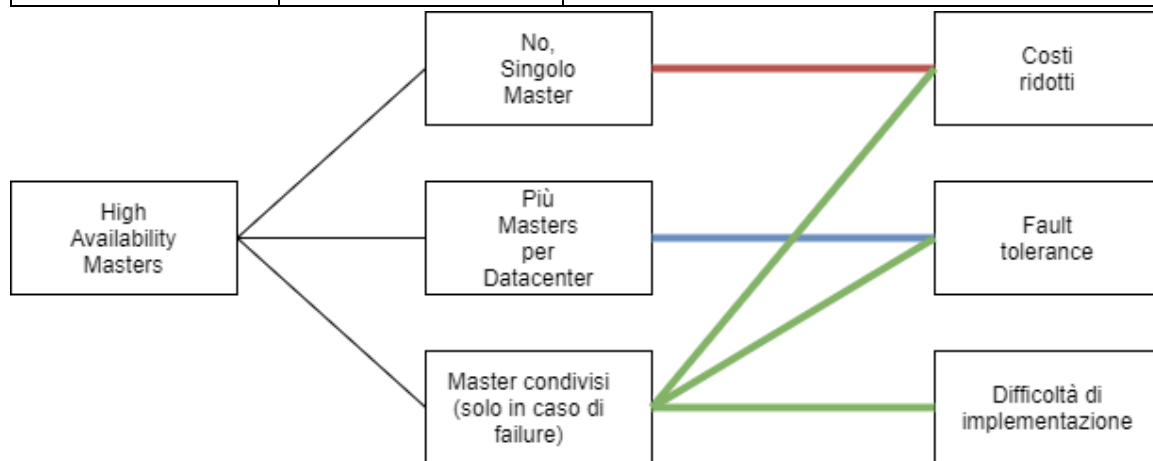 No,
Singolo
Master
Costi
ridotti
High
Availability
Masters
Più
Masters
per
Datacenter
Fault
tolerance
Master condivisi
(solo in caso di
failure)
Difficoltà di
implementazione